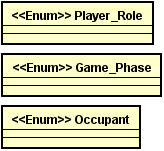 <<Enum>> Player_Role
<<Enum>> Game_Phase
<<Enum>> Occupant